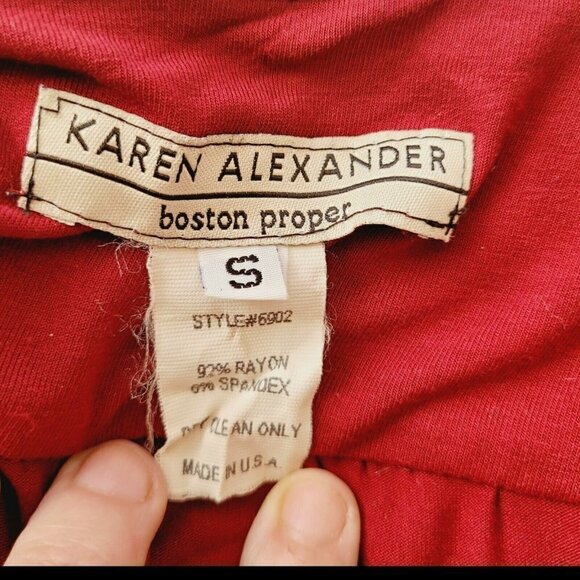 KAREN ALEXANDER
boston proper
S
STYLE#6902
92% RAYON
SPANDEX
CLEAN ONLY
MADE IN U.S.A.